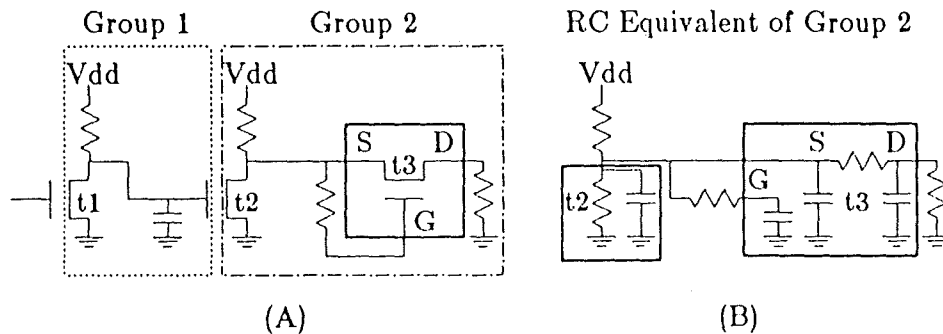 Group 1
Group 2
RC Equivalent of Group 2
Vdd
Vdd
Vdd
S
D
S
D
t3
G
t1
t2
t2
t3
G
(A)
(B)